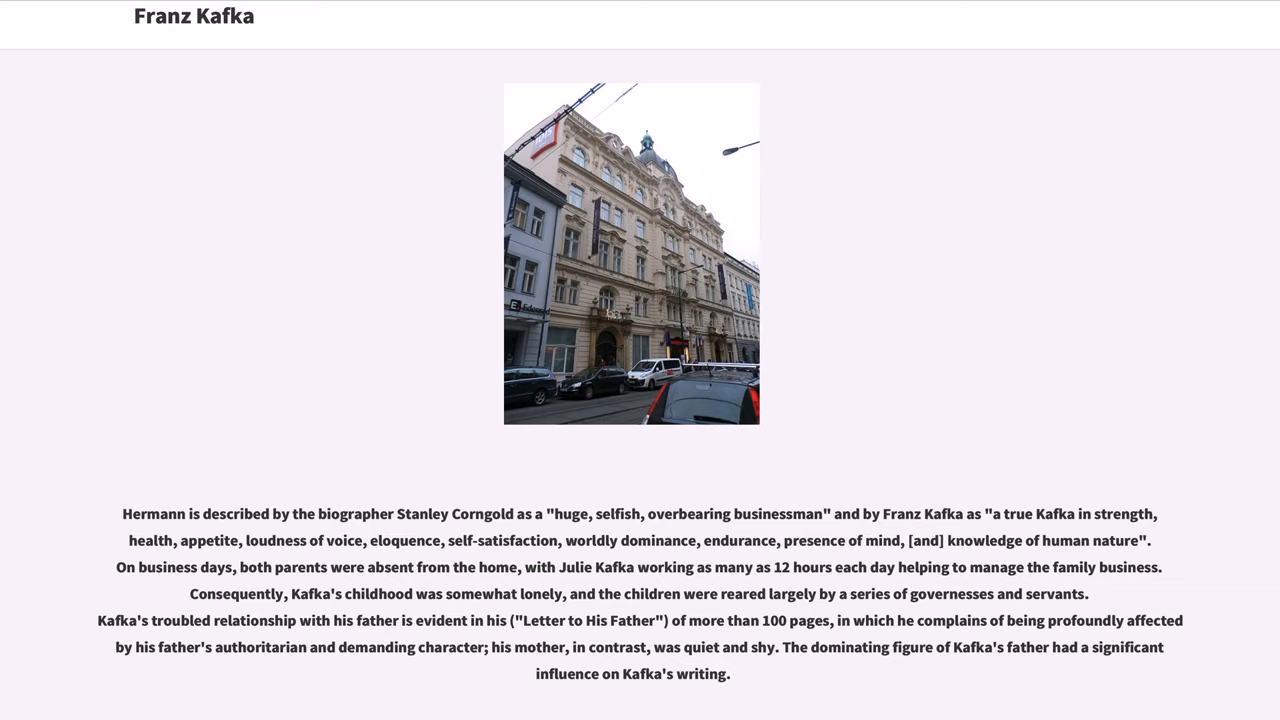 Franz Kafka
ibis
E
Hermann is described by the biographer Stanley Corngold as a "huge, selfish, overbearing businessman" and by Franz Kafka as "a true Kafka in strength,
health, appetite, loudness of voice, eloquence, self-satisfaction, worldly dominance, endurance, presence of mind, [and] knowledge of human nature".
On business days, both parents were absent from the home, with Julie Kafka working as many as 12 hours each day helping to manage the family business.
Consequently, Kafka's childhood was somewhat lonely, and the children were reared largely by a series of governesses and servants.
Kafka's troubled relationship with his father is evident in his ("Letter to His Father") of more than 100 pages, in which he complains of being profoundly affected
by his father's authoritarian and demanding character; his mother, in contrast, was quiet and shy. The dominating figure of Kafka's father had a significant
influence on Kafka's writing.